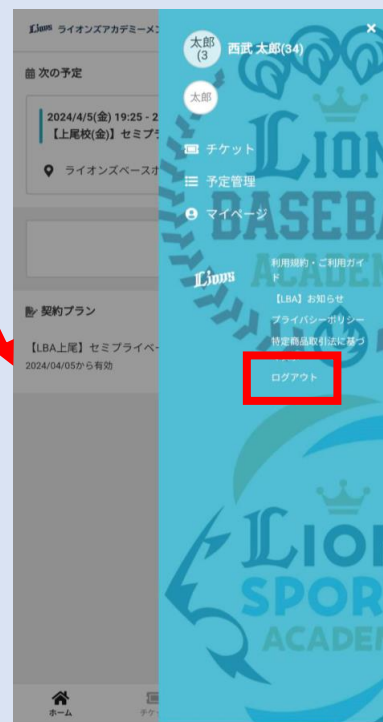 Lions ライオンズアカデミーメ
次の予定
2024/4/5(金) 19:25 - 2
【上尾校(金)】セミプラ
ライオンズベースボ
契約プラン
【LBA上尾】セミプライベー
2024/04/05から有効
ホーム
チケ
×
太郎
(3
西武 太郎(34)
太郎
チケット
予定管理
マイページ
Lions
利用規約・ご利用ガイ
ド
【LBA】お知らせ
プライバシーポリシー
特定商品取引法に基づ
ログアウト
LION
BASEBA
ACADEM
LION
SPOR
ACADEM